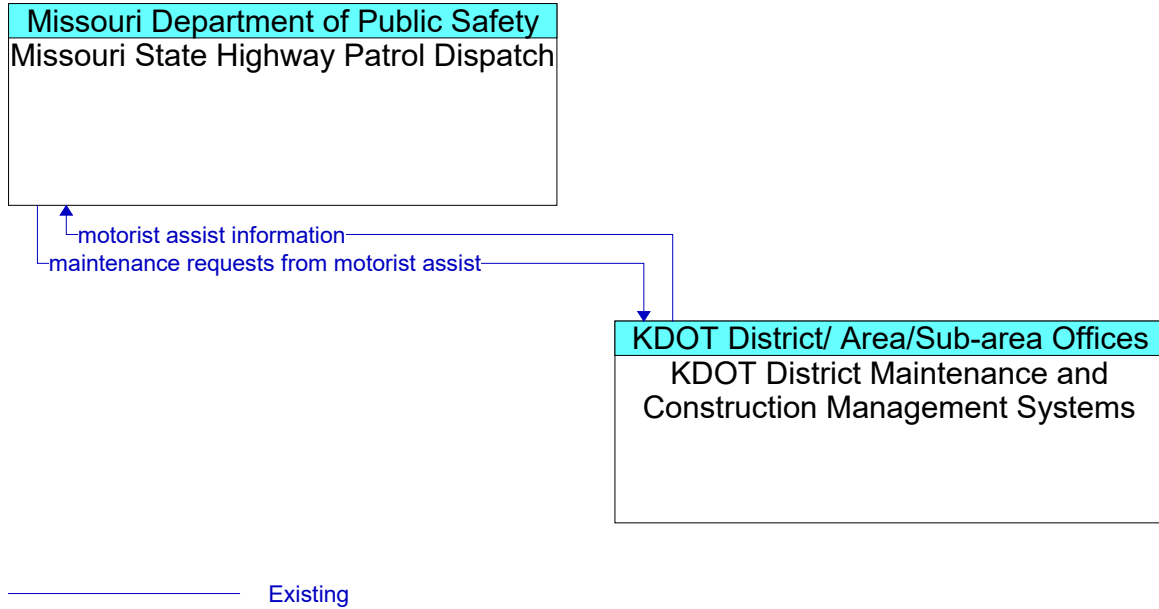 Missouri Department of Public Safety
Missouri State Highway Patrol Dispatch
motorist assist information
maintenance requests from motorist assist
KDOT District/ Area/Sub-area Offices
KDOT District Maintenance and
Construction Management Systems
Existing